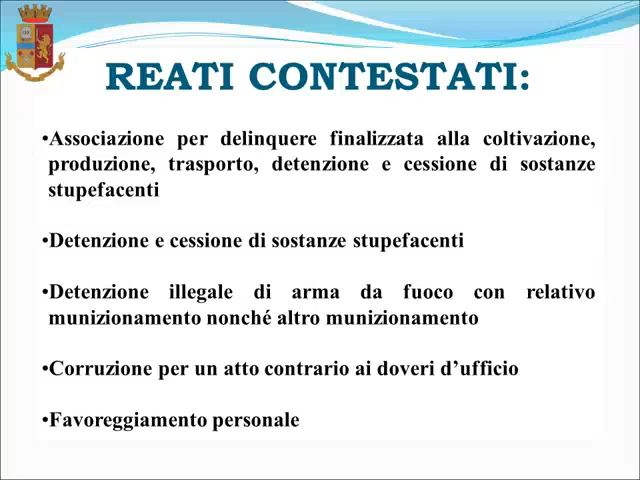 REATI CONTESTATI:
•Associazione per delinquere finalizzata alla coltivazione,
produzione, trasporto, detenzione e cessione di sostanze
stupefacenti
•Detenzione e cessione di sostanze stupefacenti
•Detenzione illegale di arma da fuoco con relativo
munizionamento nonché altro munizionamento
•Corruzione per un atto contrario ai doveri d’ufficio
•Favoreggiamento personale